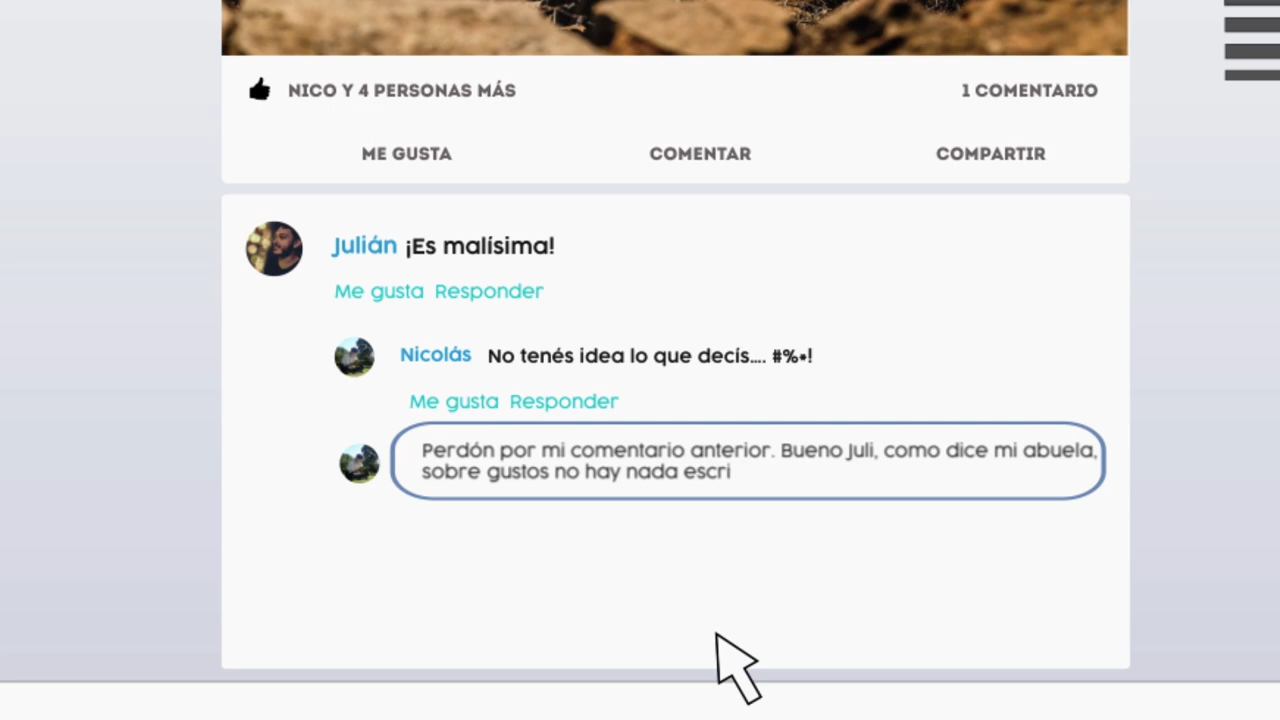 NICO Y 4 PERSONAS MÁS
1 COMENTARIO
ME GUSTA
COMENTAR
COMPARTIR
Julián ¡Es malísima!
Me gusta Responder
Nicolás No tenés idea lo que decís.... #%*!
Me gusta Responder
Perdón por mi comentario anterior. Bueno Juli, como dice mi abuela,
sobre gustos no hay nada escri